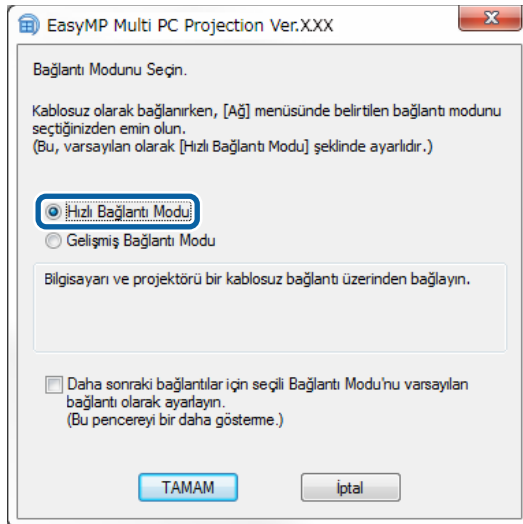 EasyMP Multi PC Projection Ver.XXX
Bağlantı Modunu Seçin.
Kablosuz olarak bağlanırken, [Ağ] menüsünde belirtilen bağlantı modunu
seçtiğinizden emin olun.
(Bu, varsayılan olarak [Hızlı Bağlantı Modu] şeklinde ayarlıdır.)
Hızlı Bağlantı Modu
Gelişmiş Bağlantı Modu
Bilgisayarı ve projektörü bir kablosuz bağlantı üzerinden bağlayın.
Daha sonraki bağlantılar için seçili Bağlantı Modu'nu varsayılan
bağlantı olarak ayarlayın.
(Bu pencereyi bir daha gösterme.)
TAMAM
İptal